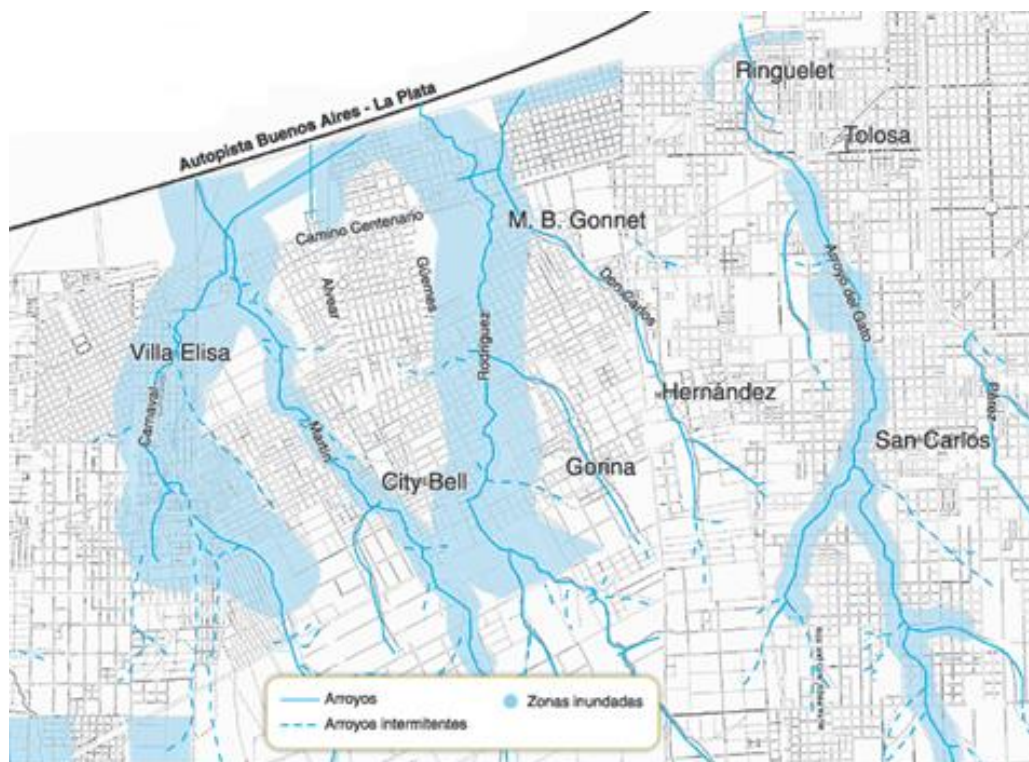 Ringuelet
Autopista Buenos Aires - La Plata
Tolosa
Camino Centenario
M. B. Gonnet
Alvear
Güemes
Don Carlos
Arroyo del Gato
Villa Elisa
Rodríguez
Carnaval
Hernández
Pérez
Martín
San Carlos
City Bell
Gorina
Arroyos
Zonas inundadas
Arroyos intermitentes